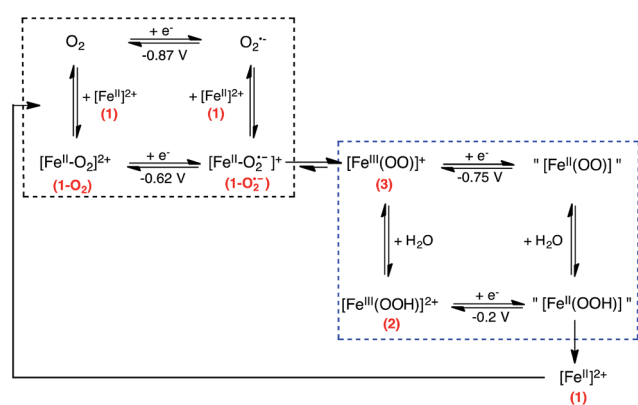 O₂ + e⁻ O₂•⁻
-0.87 V
+ [Feᴵᴵ]²⁺ + [Feᴵᴵ]²⁺
(1) (1)
[Feᴵᴵ-O₂]²⁺ + e⁻ [Feᴵᴵ-O₂•⁻]⁺ [Feᴵᴵᴵ(OO)]⁺ + e⁻ " [Feᴵᴵ(OO)] "
(1-O₂) -0.62 V (1-O₂•⁻) (3) -0.75 V
+ H₂O + H₂O
[Feᴵᴵᴵ(OOH)]²⁺ + e⁻ " [Feᴵᴵ(OOH)] "
(2) -0.2 V
[Feᴵᴵ]²⁺
(1)